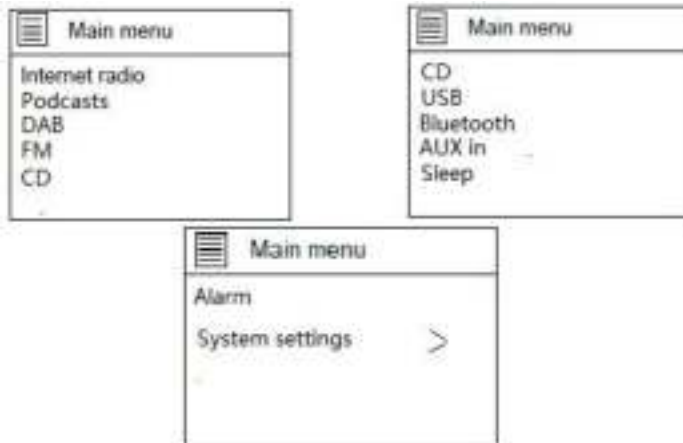 Main menu
Internet radio
Podcasts
DAB
FM
CD
Main menu
CD
USB
Bluetooth
AUX in
Sleep
Main menu
Alarm
System settings >